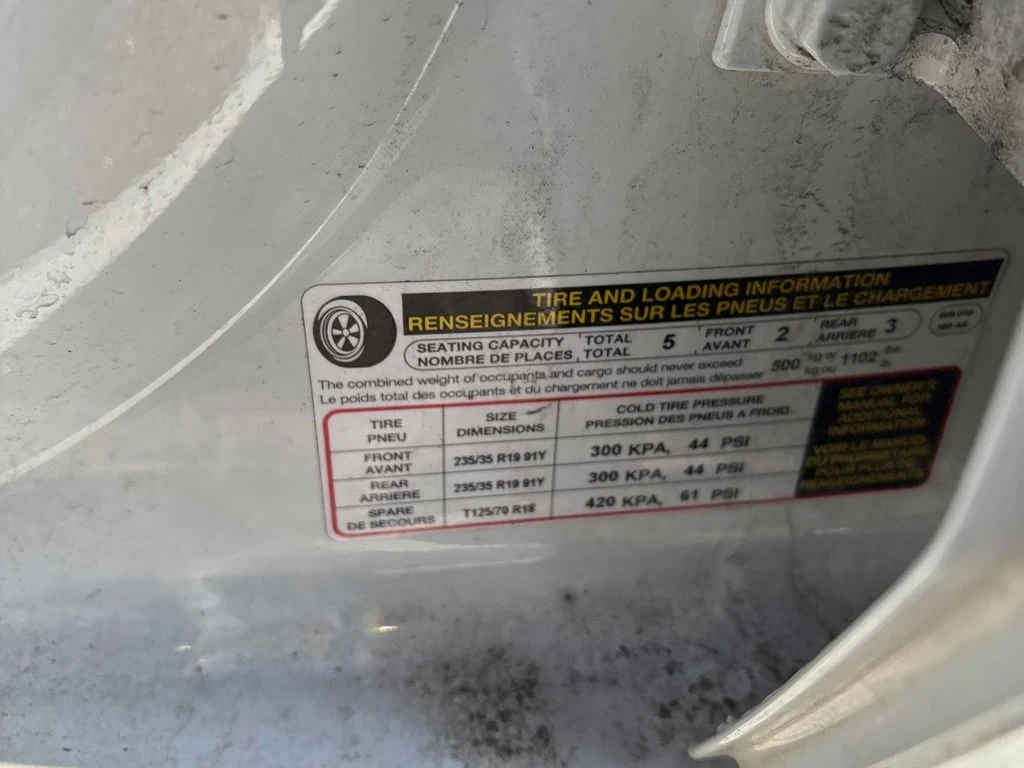 TIRE AND LOADING INFORMATION
RENSEIGNEMENTS SUR LES PNEUS ET LE CHARGEMENT
SEATING CAPACITY TOTAL 5 FRONT 2 REAR 3
NOMBRE DE PLACES TOTAL AVANT ARRIERE
The combined weight of occupants and cargo should never exceed 500 kg or 1102 lbs.
Le poids total des occupants et du chargement ne doit jamais dépasser kg ou lb.
TIRE SIZE COLD TIRE PRESSURE
PNEU DIMENSIONS PRESSION DES PNEUS A FROID
FRONT
AVANT 235/35 R19 91Y 300 KPA, 44 PSI
REAR
ARRIERE 235/35 R19 91Y 300 KPA, 44 PSI
SPARE
DE SECOURS T125/70 R18 420 KPA, 61 PSI
SEE OWNER'S
MANUAL FOR
ADDITIONAL
INFORMATION
VOIR LE MANUEL
POUR PLUS DE
RENSEIGNEMENTS